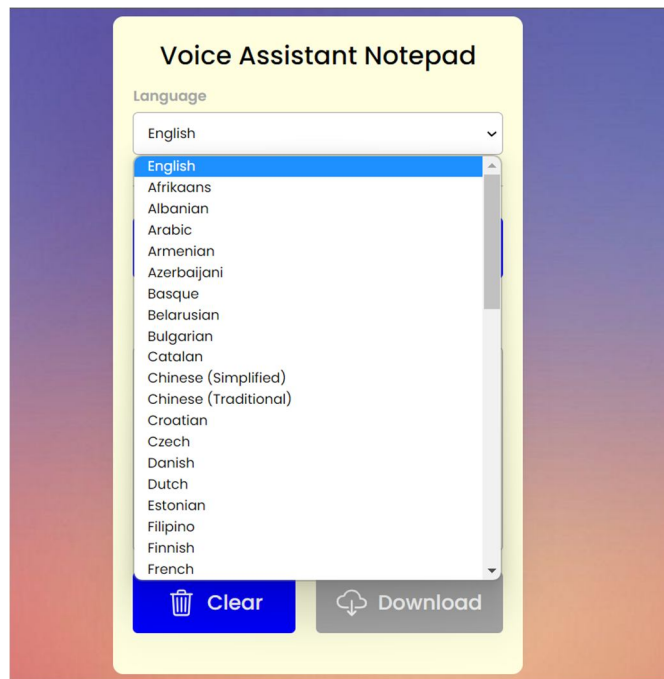 Voice Assistant Notepad
Language
English
English
Afrikaans
Albanian
Arabic
Armenian
Azerbaijani
Basque
Belarusian
Bulgarian
Catalan
Chinese (Simplified)
Chinese (Traditional)
Croatian
Czech
Danish
Dutch
Estonian
Filipino
Finnish
French
Clear Download